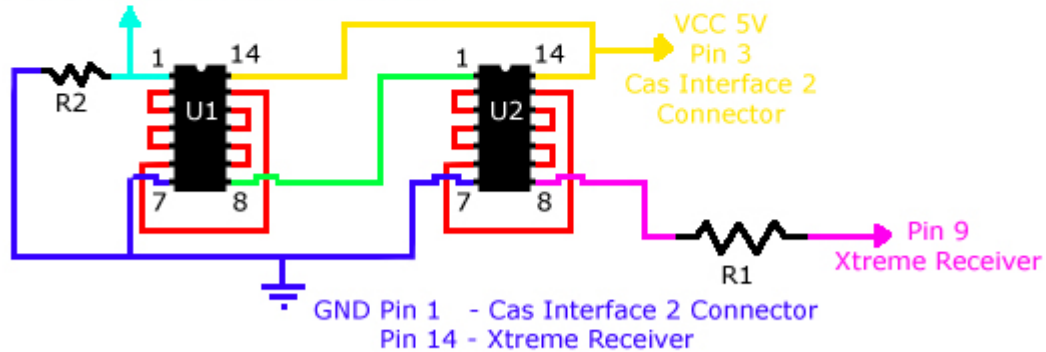 VCC 5V
Pin 3
Cas Interface 2
Connector
1
14
1
14
R2
U1
U2
7
8
7
8
R1
Pin 9
Xtreme Receiver
GND Pin 1 - Cas Interface 2 Connector
Pin 14 - Xtreme Receiver